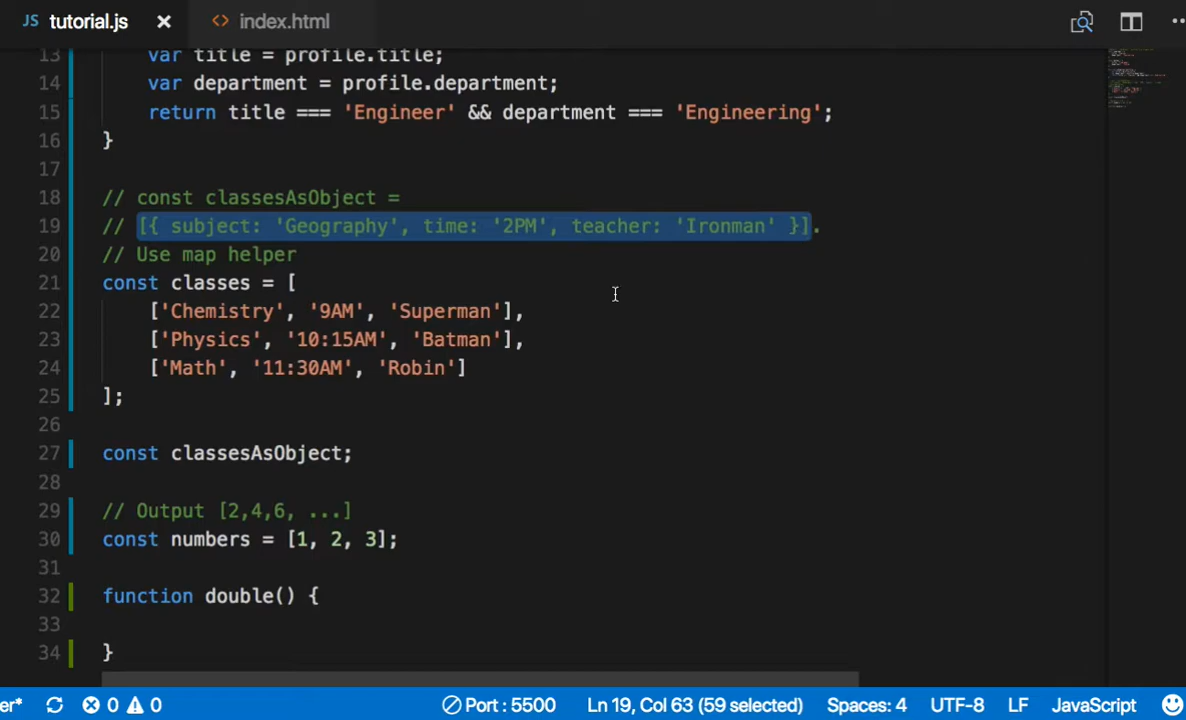 JS tutorial.js × <> index.html
13 var title = profile.title;
14 var department = profile.department;
15 return title === 'Engineer' && department === 'Engineering';
16 }
17
18 // const classesAsObject =
19 // [{ subject: 'Geography', time: '2PM', teacher: 'Ironman' }].
20 // Use map helper
21 const classes = [
22 ['Chemistry', '9AM', 'Superman'],
23 ['Physics', '10:15AM', 'Batman'],
24 ['Math', '11:30AM', 'Robin']
25 ];
26
27 const classesAsObject;
28
29 // Output [2,4,6, ...]
30 const numbers = [1, 2, 3];
31
32 function double() {
33
34 }
er* 0 0 Port : 5500 Ln 19, Col 63 (59 selected) Spaces: 4 UTF-8 LF JavaScript